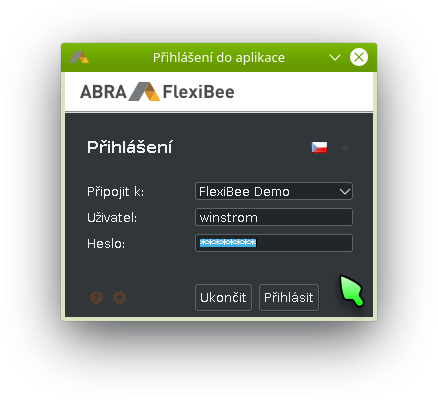 Přihlášení do aplikace
ABRA FlexiBee
Přihlášení
Připojit k: FlexiBee Demo
Uživatel: winstrom
Heslo: *********
Ukončit Přihlásit